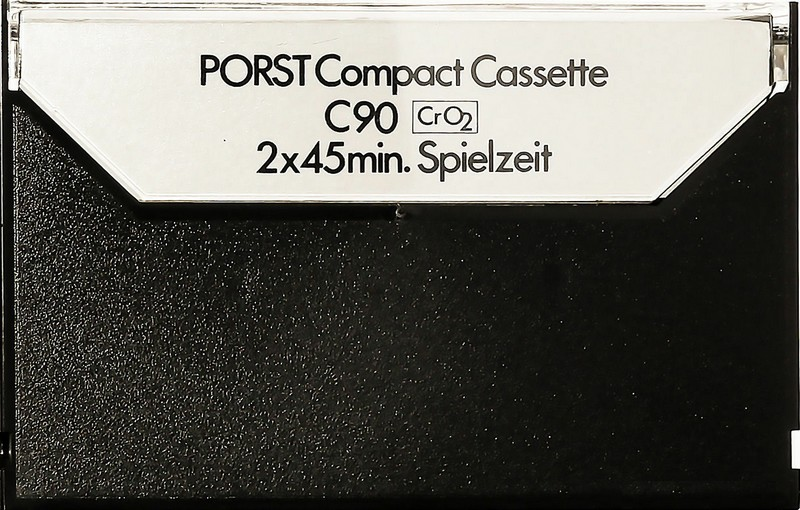 PORST Compact Cassette
C90 CrO2
2x45min. Spielzeit